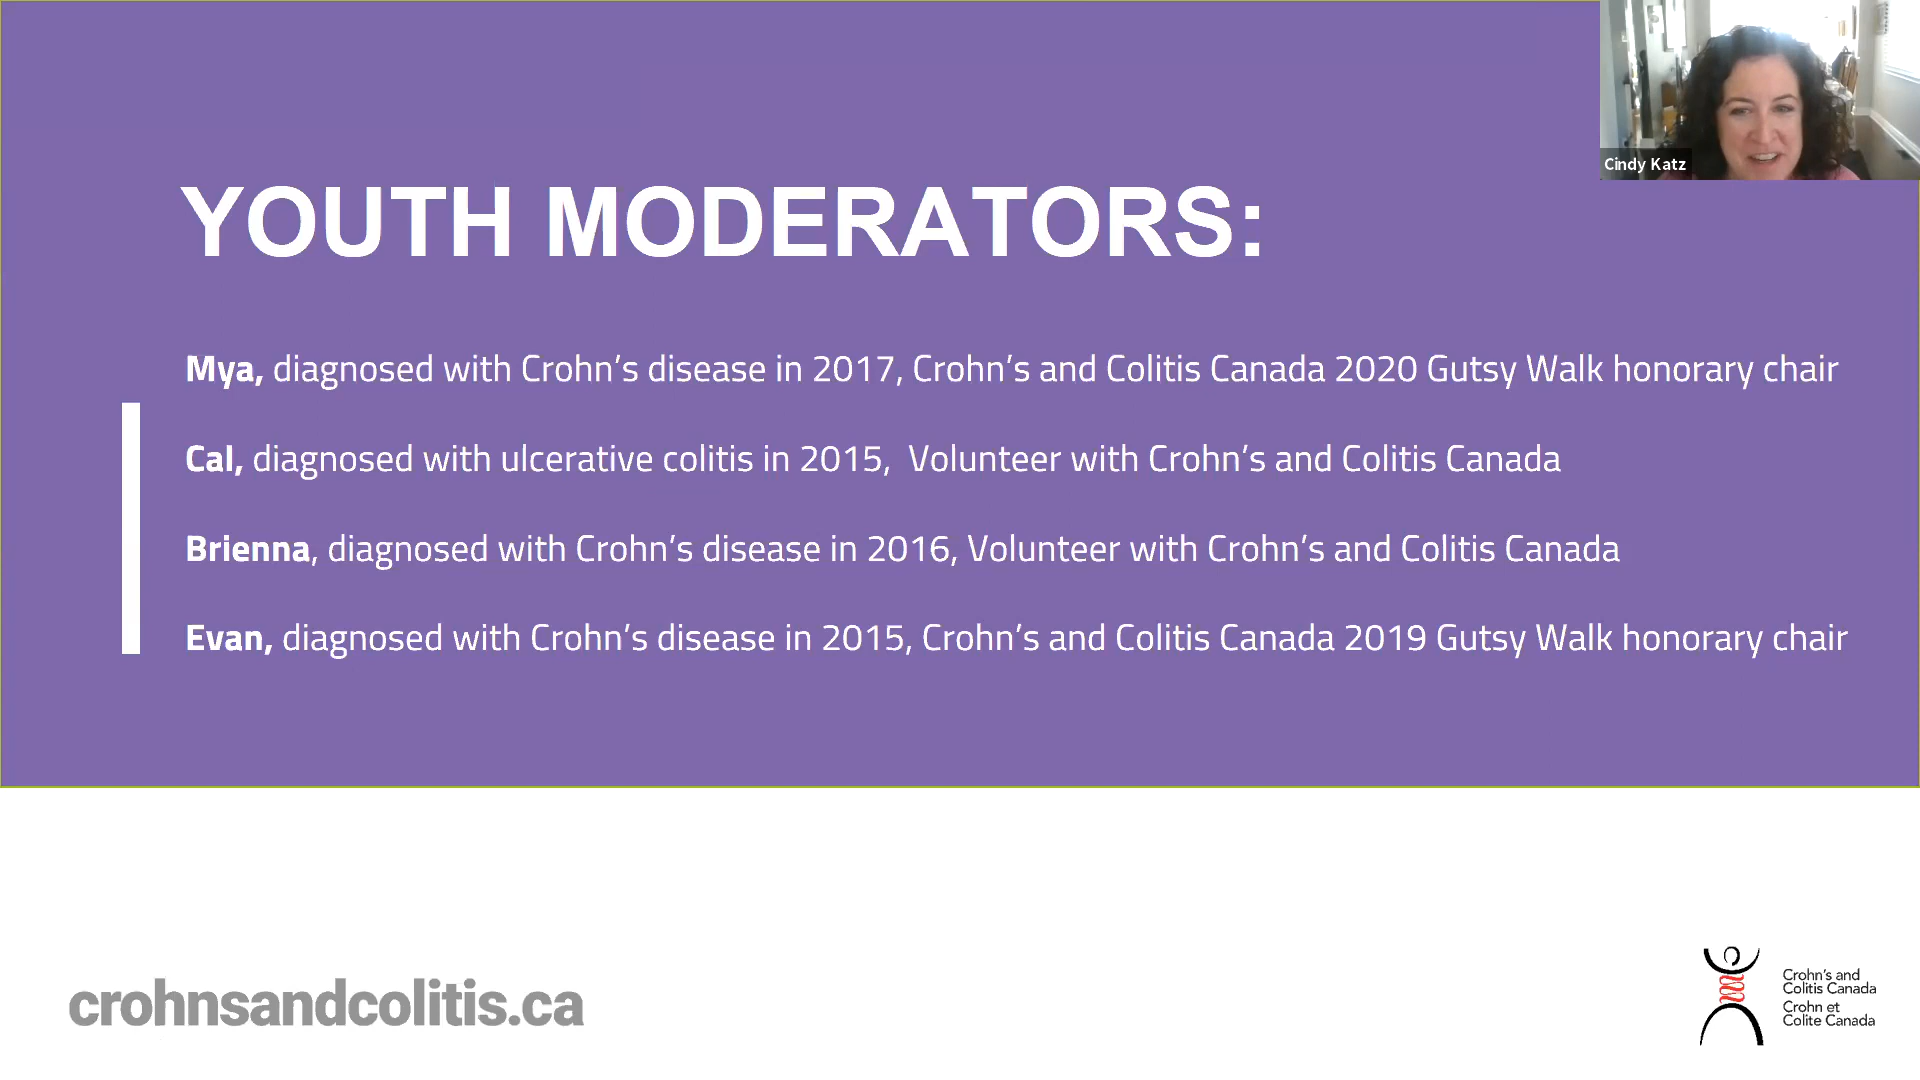 Cindy Katz
YOUTH MODERATORS:
Mya, diagnosed with Crohn’s disease in 2017, Crohn’s and Colitis Canada 2020 Gutsy Walk honorary chair
Cal, diagnosed with ulcerative colitis in 2015,  Volunteer with Crohn’s and Colitis Canada
Brienna, diagnosed with Crohn’s disease in 2016, Volunteer with Crohn’s and Colitis Canada
Evan, diagnosed with Crohn’s disease in 2015, Crohn’s and Colitis Canada 2019 Gutsy Walk honorary chair
crohnsandcolitis.ca
Crohn’s and
Colitis Canada
Crohn et
Colite Canada